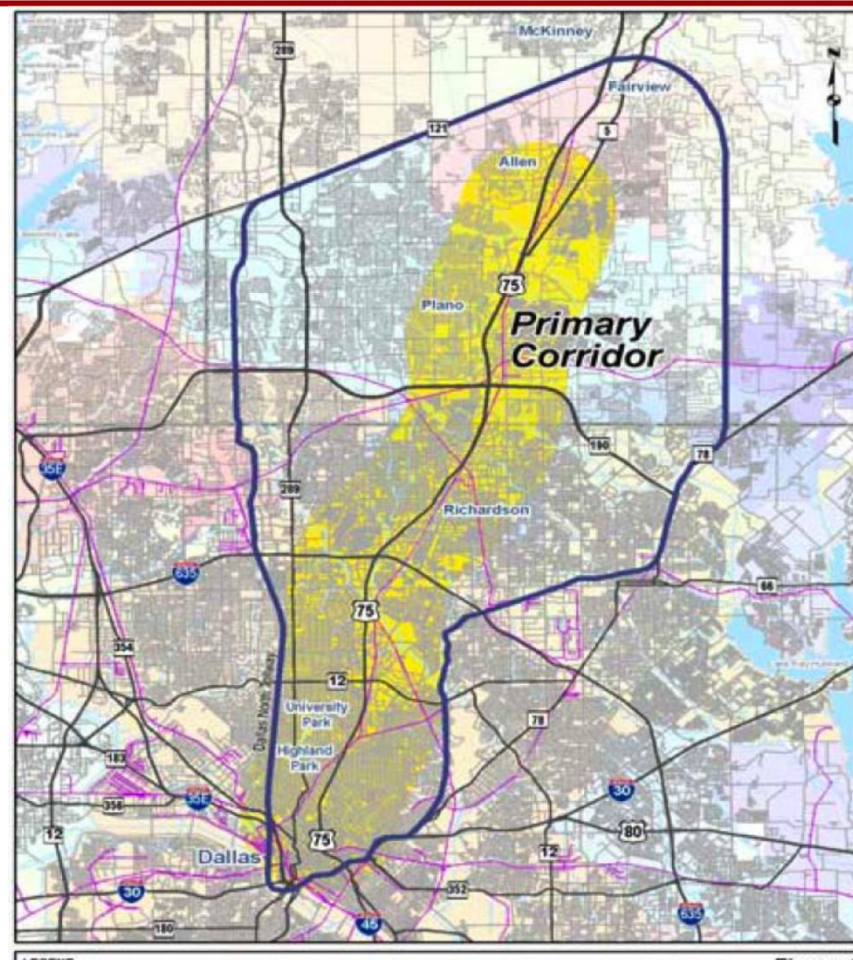 McKinney
289
Fairview
N
121
5
Allen
75
Plano
Primary
Corridor
190
78
35E
289
Richardson
635
66
75
354
12
Dallas North Tollway
University
Park
78
Highland
Park
183
30
35E
356
12
75
80
12
Dallas
30
352
635
45
180